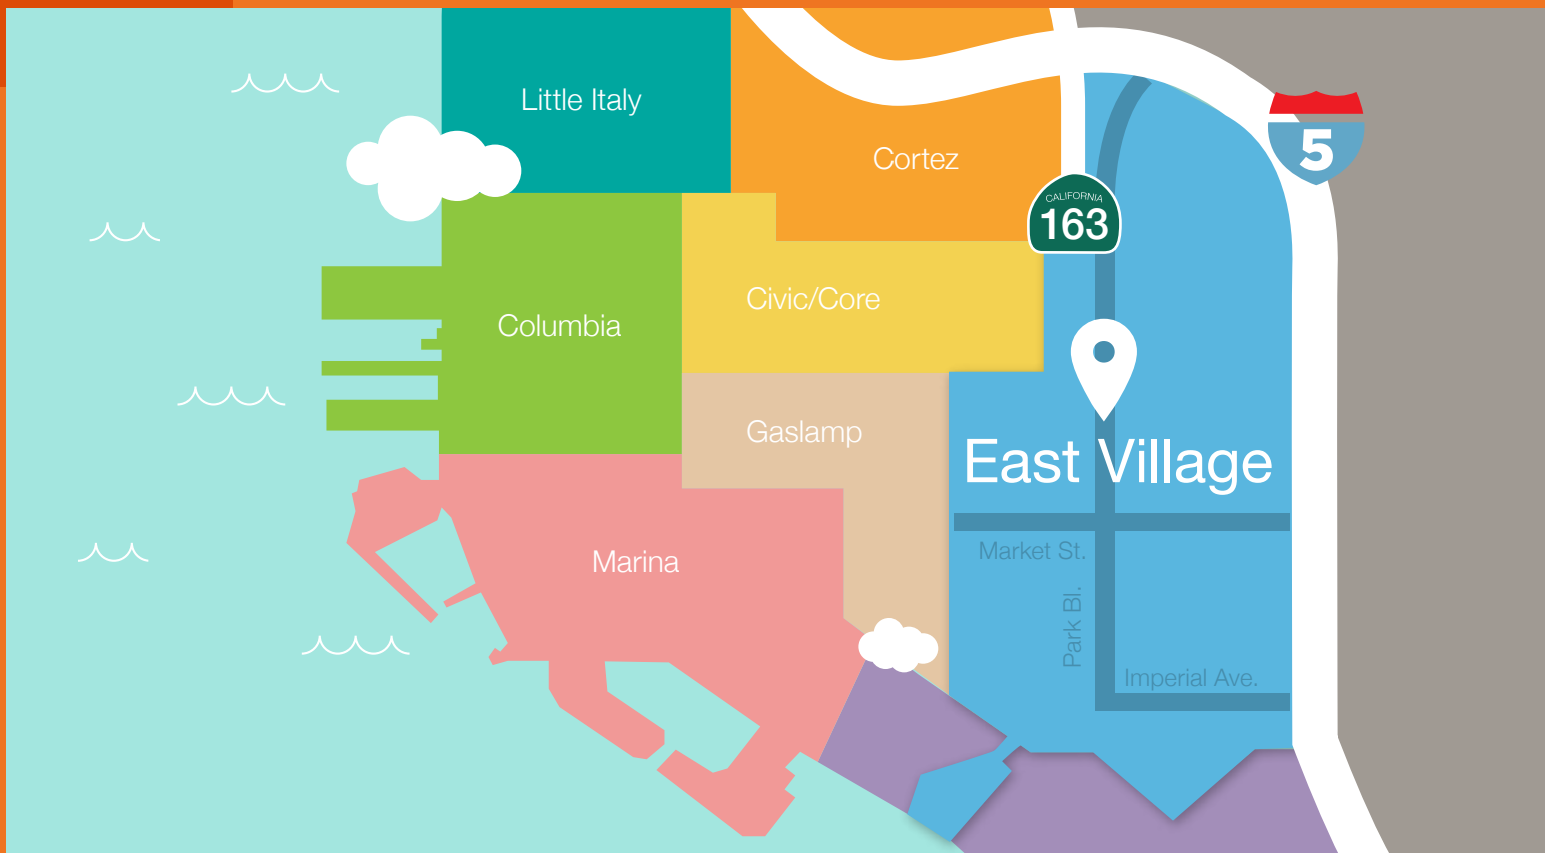 Little Italy
Cortez
5
CALIFORNIA
163
Civic/Core
Columbia
Gaslamp
East Village
Market St.
Marina
Park Bl.
Imperial Ave.